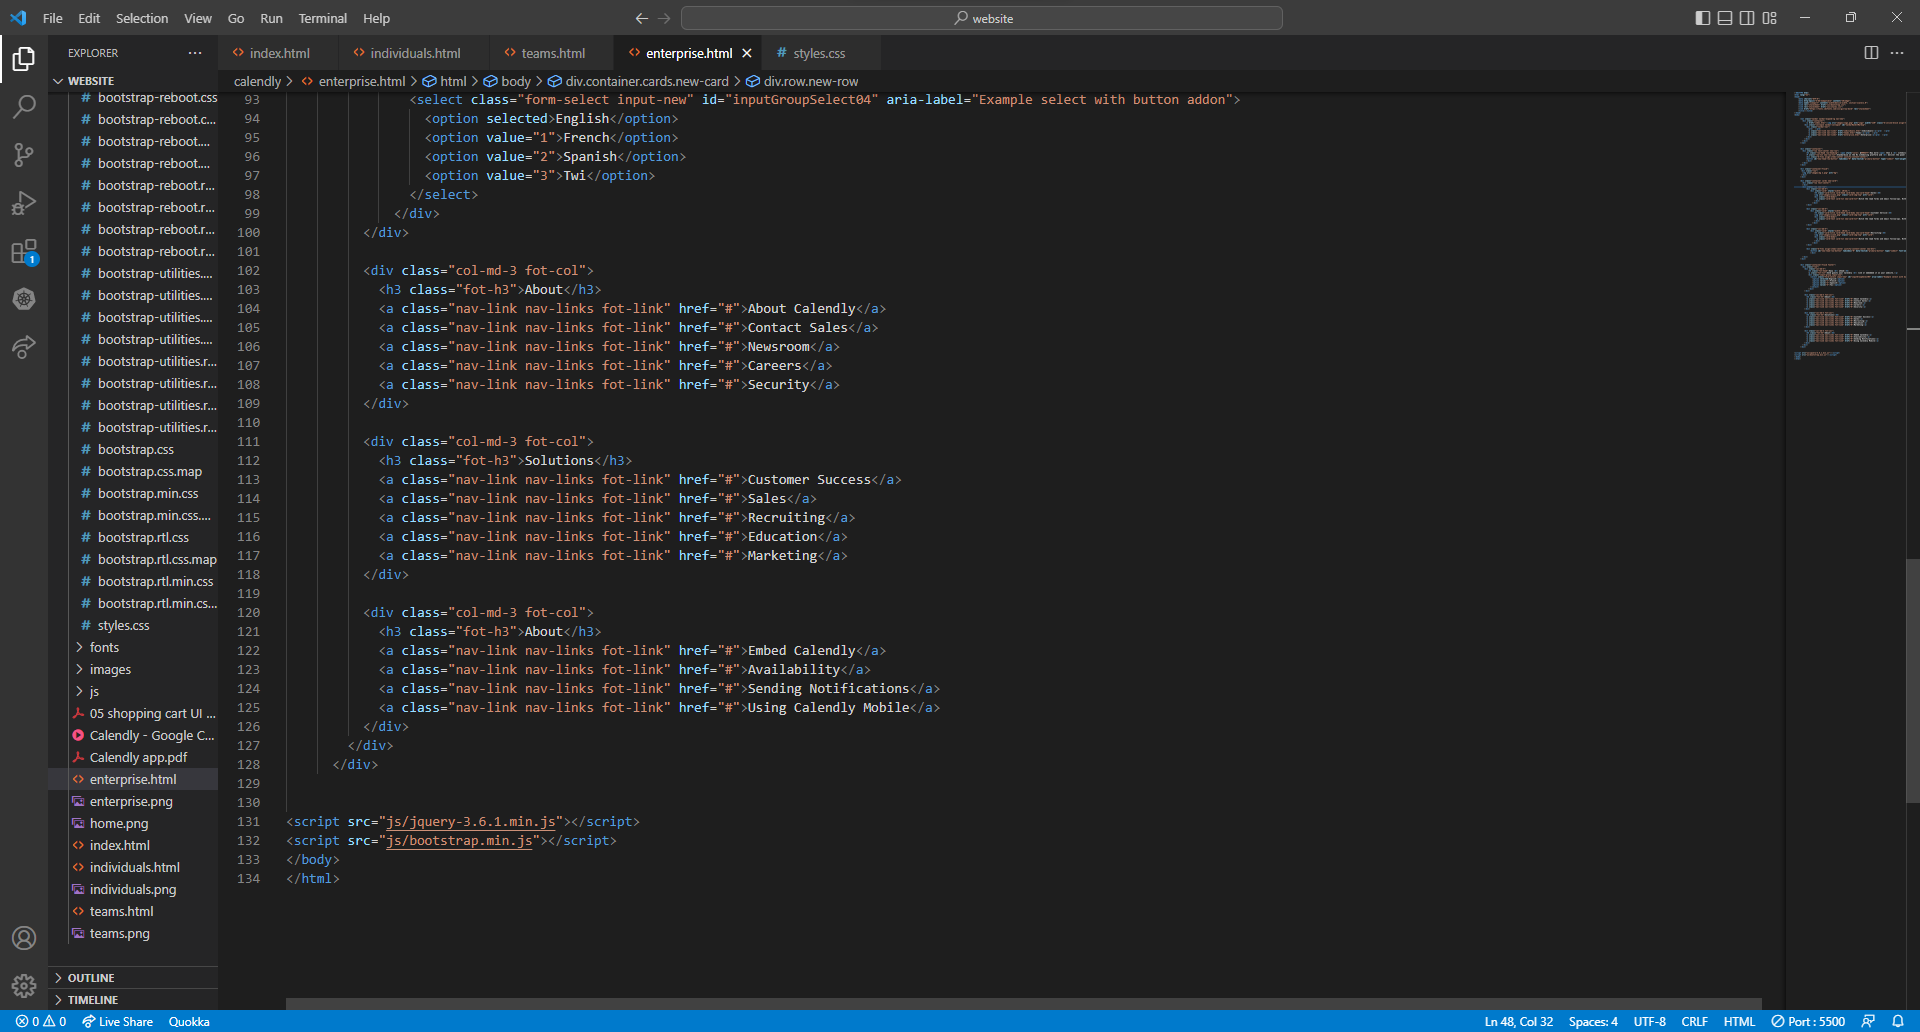 File Edit Selection View Go Run Terminal Help
website
EXPLORER
index.html individuals.html teams.html enterprise.html styles.css
calendly > enterprise.html > html > body > div.container.cards.new-card > div.row.new-row
WEBSITE
bootstrap-reboot.css
bootstrap-reboot.c...
bootstrap-reboot....
bootstrap-reboot....
bootstrap-reboot.r...
bootstrap-reboot.r...
bootstrap-reboot.r...
bootstrap-reboot.r...
bootstrap-utilities....
bootstrap-utilities....
bootstrap-utilities....
bootstrap-utilities....
bootstrap-utilities.r...
bootstrap-utilities.r...
bootstrap-utilities.r...
bootstrap-utilities.r...
bootstrap.css
bootstrap.css.map
bootstrap.min.css
bootstrap.min.css....
bootstrap.rtl.css
bootstrap.rtl.css.map
bootstrap.rtl.min.css
bootstrap.rtl.min.cs...
styles.css
fonts
images
js
05 shopping cart UI ...
Calendly - Google C...
Calendly app.pdf
enterprise.html
enterprise.png
home.png
index.html
individuals.html
individuals.png
teams.html
teams.png
OUTLINE
TIMELINE
1
93 <select class="form-select input-new" id="inputGroupSelect04" aria-label="Example select with button addon">
94 <option selected>English</option>
95 <option value="1">French</option>
96 <option value="2">Spanish</option>
97 <option value="3">Twi</option>
98 </select>
99 </div>
100 </div>
101
102 <div class="col-md-3 fot-col">
103 <h3 class="fot-h3">About</h3>
104 <a class="nav-link nav-links fot-link" href="#">About Calendly</a>
105 <a class="nav-link nav-links fot-link" href="#">Contact Sales</a>
106 <a class="nav-link nav-links fot-link" href="#">Newsroom</a>
107 <a class="nav-link nav-links fot-link" href="#">Careers</a>
108 <a class="nav-link nav-links fot-link" href="#">Security</a>
109 </div>
110
111 <div class="col-md-3 fot-col">
112 <h3 class="fot-h3">Solutions</h3>
113 <a class="nav-link nav-links fot-link" href="#">Customer Success</a>
114 <a class="nav-link nav-links fot-link" href="#">Sales</a>
115 <a class="nav-link nav-links fot-link" href="#">Recruiting</a>
116 <a class="nav-link nav-links fot-link" href="#">Education</a>
117 <a class="nav-link nav-links fot-link" href="#">Marketing</a>
118 </div>
119
120 <div class="col-md-3 fot-col">
121 <h3 class="fot-h3">About</h3>
122 <a class="nav-link nav-links fot-link" href="#">Embed Calendly</a>
123 <a class="nav-link nav-links fot-link" href="#">Availability</a>
124 <a class="nav-link nav-links fot-link" href="#">Sending Notifications</a>
125 <a class="nav-link nav-links fot-link" href="#">Using Calendly Mobile</a>
126 </div>
127 </div>
128 </div>
129
130
131 <script src="js/jquery-3.6.1.min.js"></script>
132 <script src="js/bootstrap.min.js"></script>
133 </body>
134 </html>
0 0 Live Share Quokka
Ln 48, Col 32 Spaces: 4 UTF-8 CRLF HTML Port : 5500